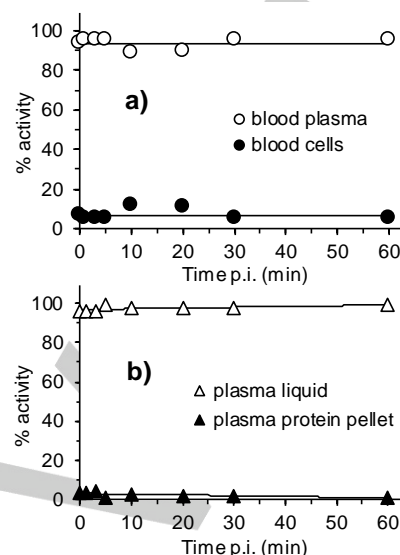 100
80
60
40
20
0
% activity
a)
blood plasma
blood cells
0 10 20 30 40 50 60
Time p.i. (min)
100
80
60
40
20
0
% activity
b)
plasma liquid
plasma protein pellet
0 10 20 30 40 50 60
Time p.i. (min)